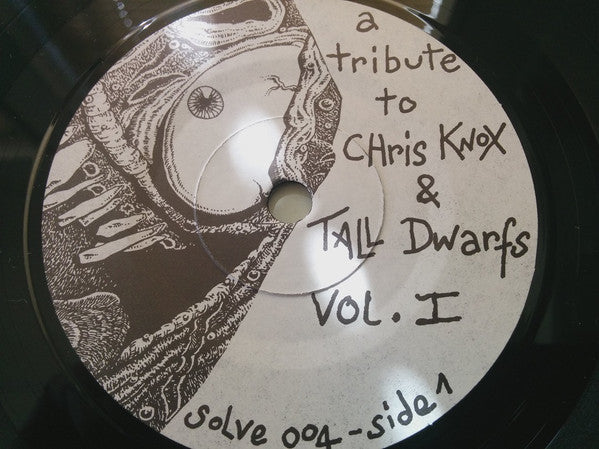 a
tribute
to
CHris KNOX
&
TALL Dwarfs
VOL. I
solve 004 - side 1